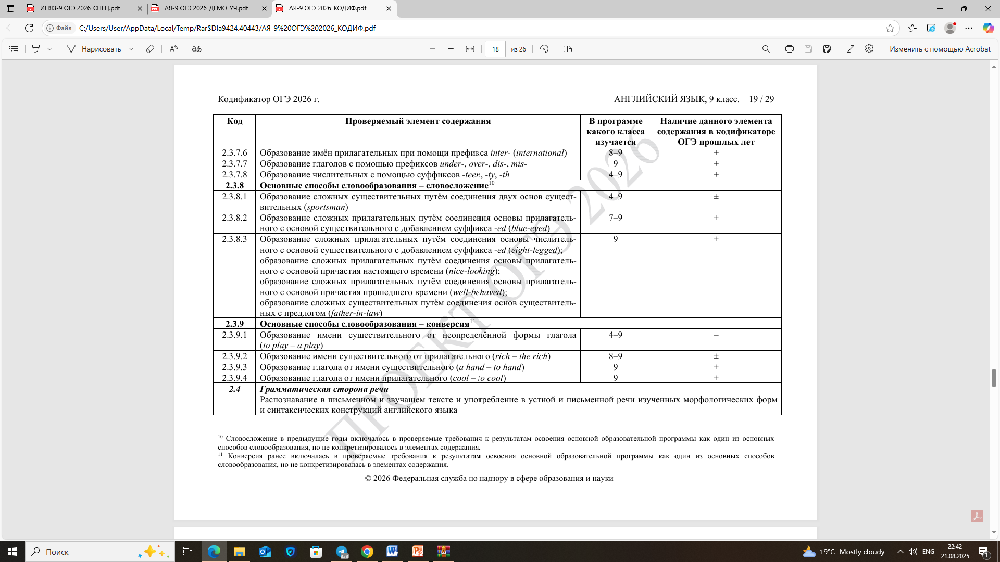 ИНЯЗ-9 ОГЭ 2026_СПЕЦ.pdf
АЯ-9 ОГЭ 2026_ДЕМО_УЧ.pdf
АЯ-9 ОГЭ 2026_КОДИФ.pdf
Файл
C:/Users/User/AppData/Local/Temp/Rar$DIa9424.40443/АЯ-9%20ОГЭ%202026_КОДИФ.pdf
Нарисовать
18 из 26
Изменить с помощью Acrobat
Кодификатор ОГЭ 2026 г.
АНГЛИЙСКИЙ ЯЗЫК, 9 класс. 19 / 29
Код
Проверяемый элемент содержания
В программе
какого класса
изучается
Наличие данного элемента
содержания в кодификаторе
ОГЭ прошлых лет
2.3.7.6 Образование имён прилагательных при помощи префикса inter- (international) 8–9 +
2.3.7.7 Образование глаголов с помощью префиксов under-, over-, dis-, mis- 9 +
2.3.7.8 Образование числительных с помощью суффиксов -teen, -ty, -th 4–9 +
2.3.8 Основные способы словообразования – словосложение10
2.3.8.1 Образование сложных существительных путём соединения двух основ сущест- 4–9 ±
вительных (sportsman)
2.3.8.2 Образование сложных прилагательных путём соединения основы прилагатель- 7–9 ±
ного с основой существительного с добавлением суффикса -ed (blue-eyed)
2.3.8.3 Образование сложных прилагательных путём соединения основы числитель- 9 ±
ного с основой существительного с добавлением суффикса -ed (eight-legged);
образование сложных прилагательных путём соединения основы прилагатель-
ного с основой причастия настоящего времени (nice-looking);
образование сложных прилагательных путём соединения основы прилагатель-
ного с основой причастия прошедшего времени (well-behaved);
образование сложных существительных путём соединения основ существитель-
ных с предлогом (father-in-law)
2.3.9 Основные способы словообразования – конверсия11
2.3.9.1 Образование имени существительного от неопределённой формы глагола 4–9 –
(to play – a play)
2.3.9.2 Образование имени существительного от прилагательного (rich – the rich) 8–9 ±
2.3.9.3 Образование глагола от имени существительного (a hand – to hand) 9 ±
2.3.9.4 Образование глагола от имени прилагательного (cool – to cool) 9 ±
2.4 Грамматическая сторона речи
Распознавание в письменном и звучащем тексте и употребление в устной и письменной речи изученных морфологических форм
и синтаксических конструкций английского языка
ПРОЕКТ ОГЭ 2026
10 Словосложение в предыдущие годы включалось в проверяемые требования к результатам освоения основной образовательной программы как один из основных
способов словообразования, но не конкретизировалось в элементах содержания.
11 Конверсия ранее включалась в проверяемые требования к результатам освоения основной образовательной программы как один из основных способов
словообразования, но не конкретизировалась в элементах содержания.
© 2026 Федеральная служба по надзору в сфере образования и науки
Поиск
838
19°C Mostly cloudy
ENG
22:42
21.08.2025
1